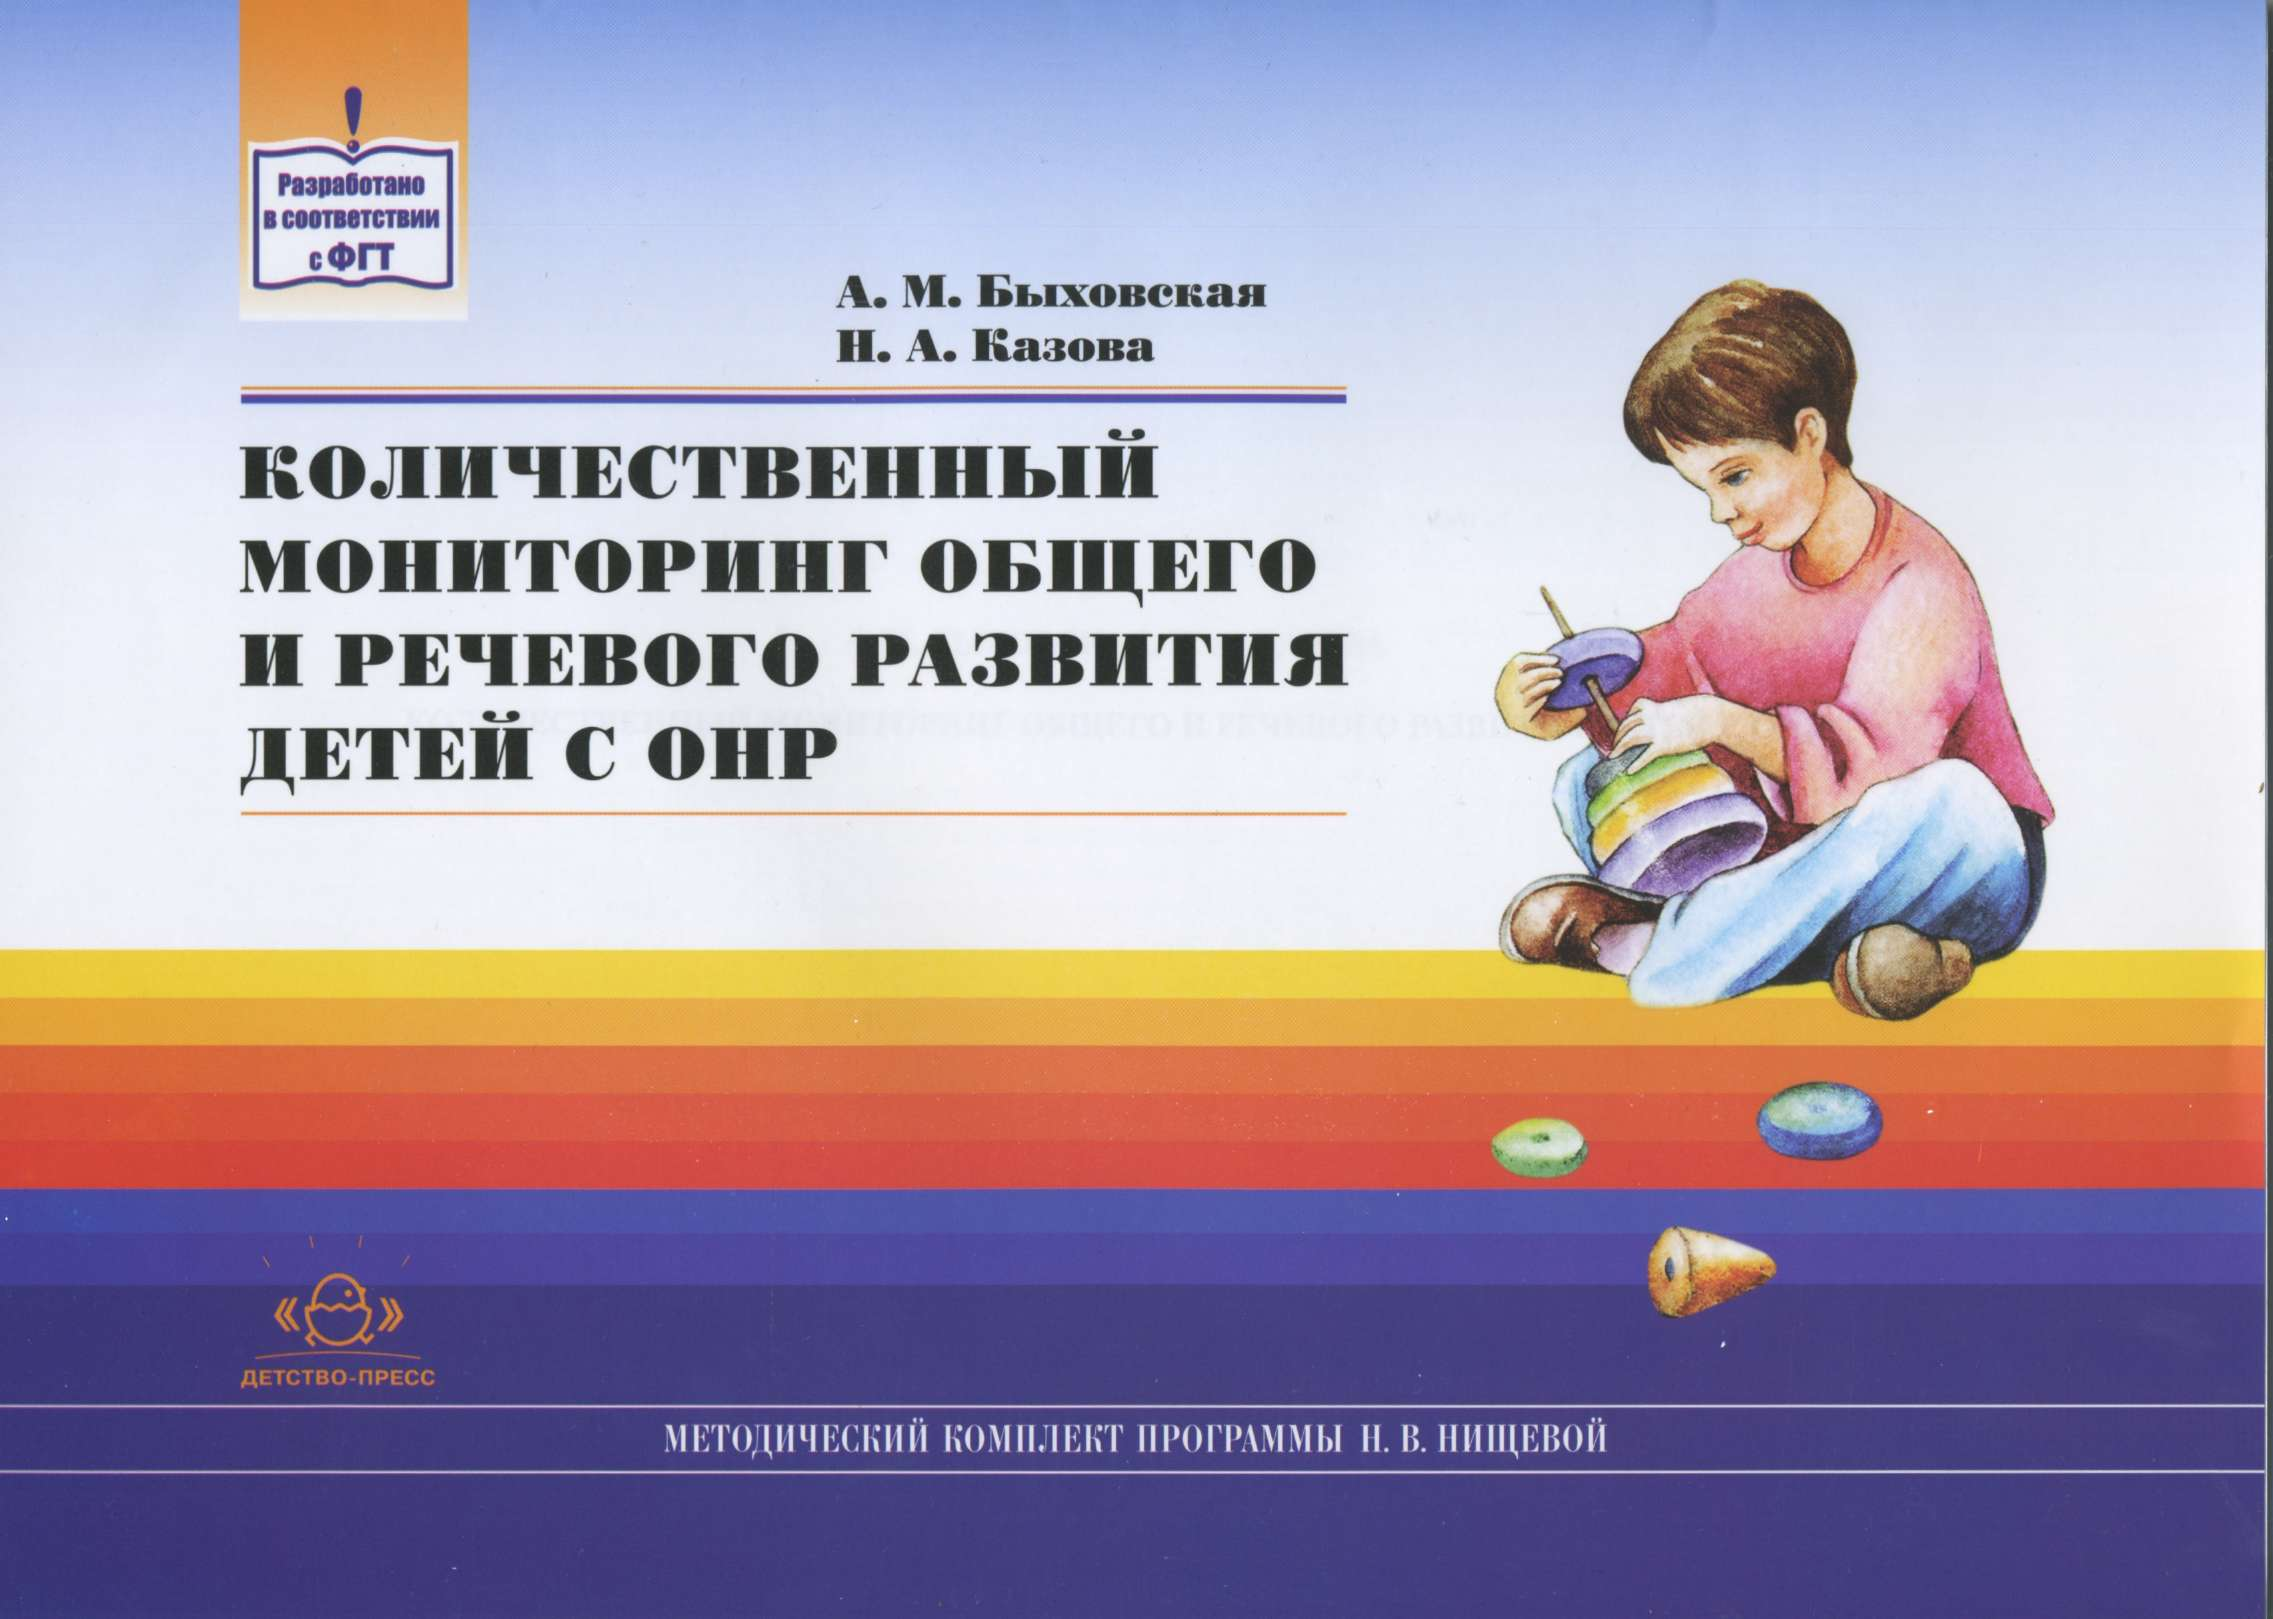 Разработано
в соответствии
с ФГТ
А. М. Быховская
Н. А. Казова
КОЛИЧЕСТВЕННЫЙ
МОНИТОРИНГ ОБЩЕГО
И РЕЧЕВОГО РАЗВИТИЯ
ДЕТЕЙ С ОНР
ДЕТСТВО-ПРЕСС
МЕТОДИЧЕСКИЙ КОМПЛЕКТ ПРОГРАММЫ Н. В. НИЩЕВОЙ